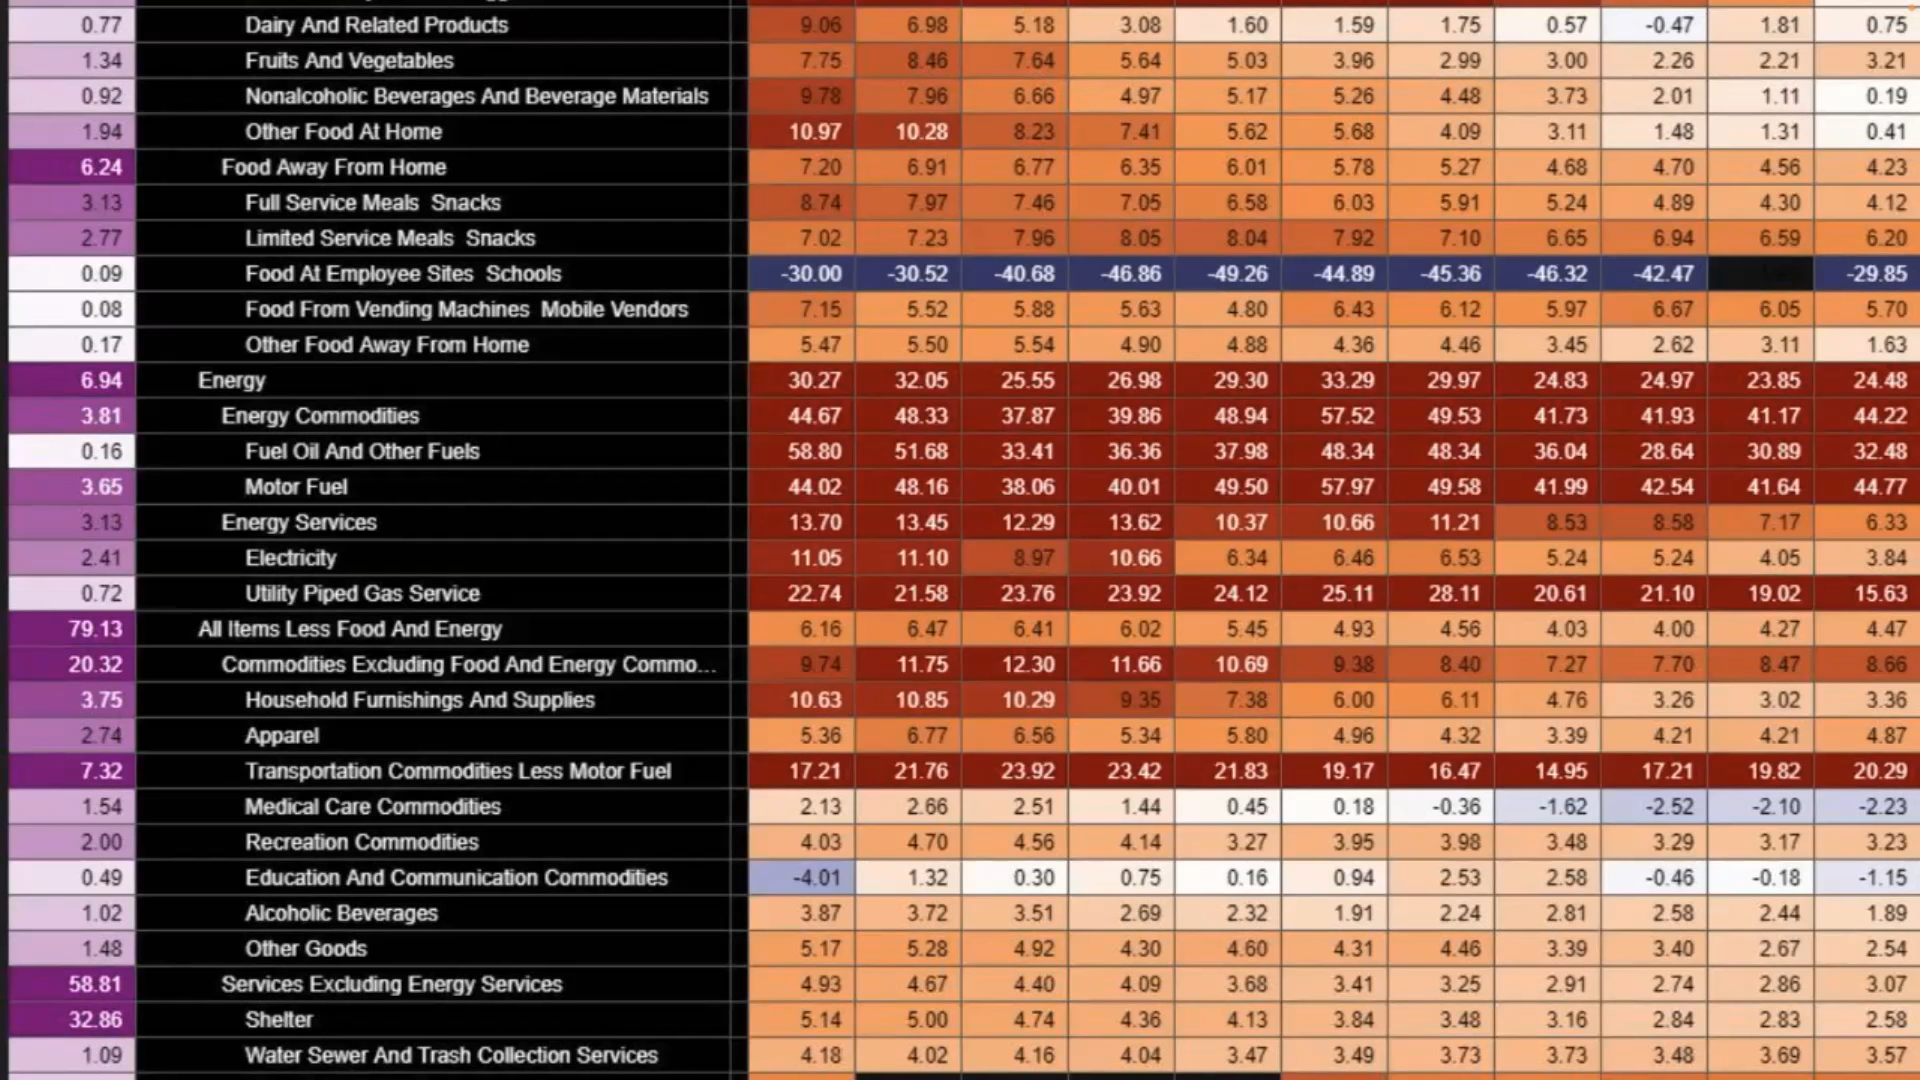 0.77 Dairy And Related Products 9.06 6.98 5.18 3.08 1.60 1.59 1.75 0.57 -0.47 1.81 0.75
1.34 Fruits And Vegetables 7.75 8.46 7.64 5.64 5.03 3.96 2.99 3.00 2.26 2.21 3.21
0.92 Nonalcoholic Beverages And Beverage Materials 9.78 7.96 6.66 4.97 5.17 5.26 4.48 3.73 2.01 1.11 0.19
1.94 Other Food At Home 10.97 10.28 8.23 7.41 5.62 5.68 4.09 3.11 1.48 1.31 0.41
6.24 Food Away From Home 7.20 6.91 6.77 6.35 6.01 5.78 5.27 4.68 4.70 4.56 4.23
3.13 Full Service Meals Snacks 8.74 7.97 7.46 7.05 6.58 6.03 5.91 5.24 4.89 4.30 4.12
2.77 Limited Service Meals Snacks 7.02 7.23 7.96 8.05 8.04 7.92 7.10 6.65 6.94 6.59 6.20
0.09 Food At Employee Sites Schools -30.00 -30.52 -40.68 -46.86 -49.26 -44.89 -45.36 -46.32 -42.47 -29.85
0.08 Food From Vending Machines Mobile Vendors 7.15 5.52 5.88 5.63 4.80 6.43 6.12 5.97 6.67 6.05 5.70
0.17 Other Food Away From Home 5.47 5.50 5.54 4.90 4.88 4.36 4.46 3.45 2.62 3.11 1.63
6.94 Energy 30.27 32.05 25.55 26.98 29.30 33.29 29.97 24.83 24.97 23.85 24.48
3.81 Energy Commodities 44.67 48.33 37.87 39.86 48.94 57.52 49.53 41.73 41.93 41.17 44.22
0.16 Fuel Oil And Other Fuels 58.80 51.68 33.41 36.36 37.98 48.34 48.34 36.04 28.64 30.89 32.48
3.65 Motor Fuel 44.02 48.16 38.06 40.01 49.50 57.97 49.58 41.99 42.54 41.64 44.77
3.13 Energy Services 13.70 13.45 12.29 13.62 10.37 10.66 11.21 8.53 8.58 7.17 6.33
2.41 Electricity 11.05 11.10 8.97 10.66 6.34 6.46 6.53 5.24 5.24 4.05 3.84
0.72 Utility Piped Gas Service 22.74 21.58 23.76 23.92 24.12 25.11 28.11 20.61 21.10 19.02 15.63
79.13 All Items Less Food And Energy 6.16 6.47 6.41 6.02 5.45 4.93 4.56 4.03 4.00 4.27 4.47
20.32 Commodities Excluding Food And Energy Commo... 9.74 11.75 12.30 11.66 10.69 9.38 8.40 7.27 7.70 8.47 8.66
3.75 Household Furnishings And Supplies 10.63 10.85 10.29 9.35 7.38 6.00 6.11 4.76 3.26 3.02 3.36
2.74 Apparel 5.36 6.77 6.56 5.34 5.80 4.96 4.32 3.39 4.21 4.21 4.87
7.32 Transportation Commodities Less Motor Fuel 17.21 21.76 23.92 23.42 21.83 19.17 16.47 14.95 17.21 19.82 20.29
1.54 Medical Care Commodities 2.13 2.66 2.51 1.44 0.45 0.18 -0.36 -1.62 -2.52 -2.10 -2.23
2.00 Recreation Commodities 4.03 4.70 4.56 4.14 3.27 3.95 3.98 3.48 3.29 3.17 3.23
0.49 Education And Communication Commodities -4.01 1.32 0.30 0.75 0.16 0.94 2.53 2.58 -0.46 -0.18 -1.15
1.02 Alcoholic Beverages 3.87 3.72 3.51 2.69 2.32 1.91 2.24 2.81 2.58 2.44 1.89
1.48 Other Goods 5.17 5.28 4.92 4.30 4.60 4.31 4.46 3.39 3.40 2.67 2.54
58.81 Services Excluding Energy Services 4.93 4.67 4.40 4.09 3.68 3.41 3.25 2.91 2.74 2.86 3.07
32.86 Shelter 5.14 5.00 4.74 4.36 4.13 3.84 3.48 3.16 2.84 2.83 2.58
1.09 Water Sewer And Trash Collection Services 4.18 4.02 4.16 4.04 3.47 3.49 3.73 3.73 3.48 3.69 3.57